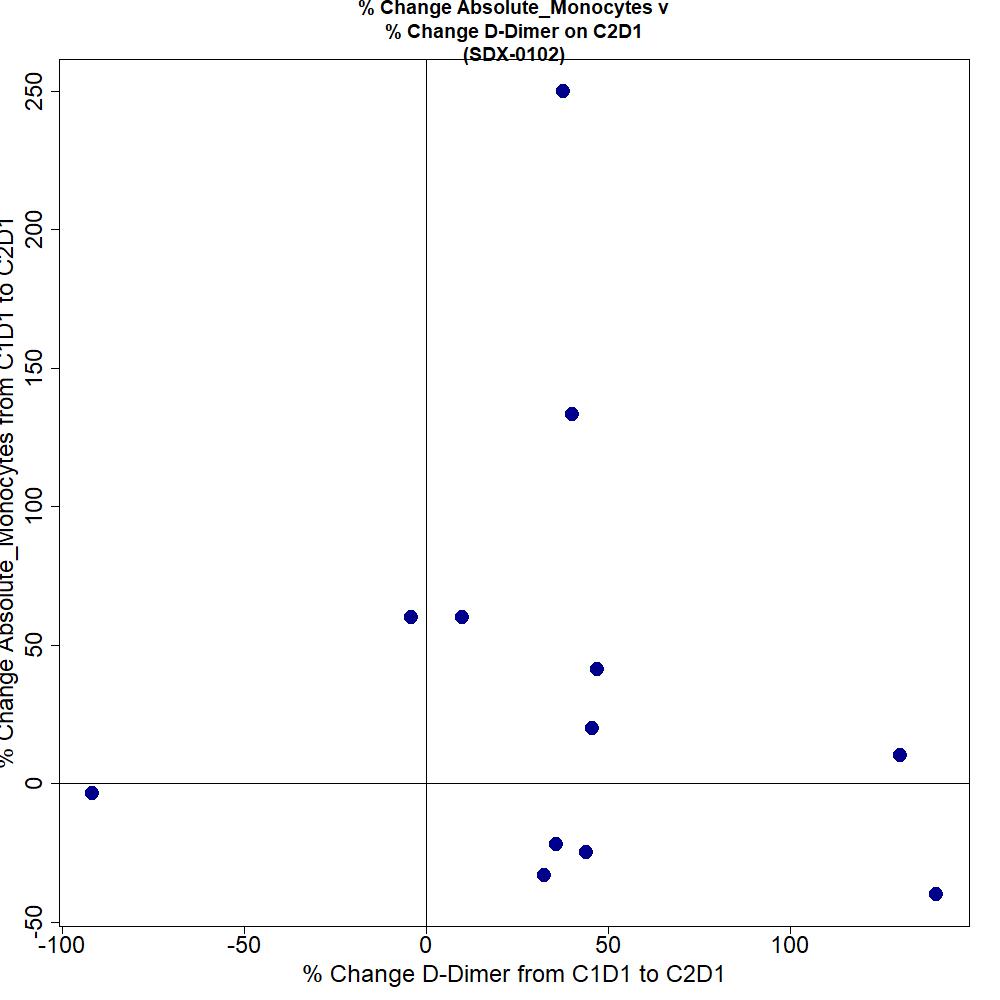 % Change Absolute_Monocytes v
% Change D-Dimer on C2D1
(SDX-0102)
% Change Absolute_Monocytes from C1D1 to C2D1
250
200
150
100
50
0
-50
-100
-50
0
50
100
% Change D-Dimer from C1D1 to C2D1